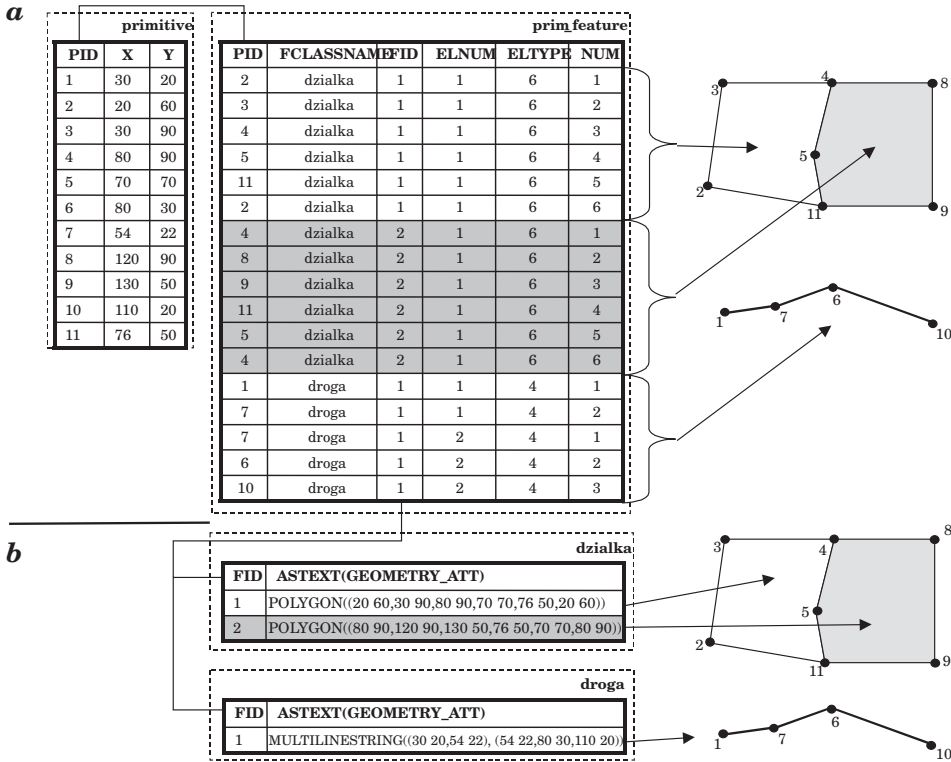 a
primitive
PID X Y
1 30 20
2 20 60
3 30 90
4 80 90
5 70 70
6 80 30
7 54 22
8 120 90
9 130 50
10 110 20
11 76 50
prim_feature
PID FCLASSNAME FID ELNUM ELTYPE NUM
2 dzialka 1 1 6 1
3 dzialka 1 1 6 2
4 dzialka 1 1 6 3
5 dzialka 1 1 6 4
11 dzialka 1 1 6 5
2 dzialka 1 1 6 6
4 dzialka 2 1 6 1
8 dzialka 2 1 6 2
9 dzialka 2 1 6 3
11 dzialka 2 1 6 4
5 dzialka 2 1 6 5
4 dzialka 2 1 6 6
1 droga 1 1 4 1
7 droga 1 1 4 2
7 droga 1 2 4 1
6 droga 1 2 4 2
10 droga 1 2 4 3
3 4 8
5
2 11 9
6
1 7 10
b
dzialka
FID ASTEXT(GEOMETRY_ATT)
1 POLYGON((20 60,30 90,80 90,70 70,76 50,20 60))
2 POLYGON((80 90,120 90,130 50,76 50,70 70,80 90))
3 4 8
5
2 11 9
droga
FID ASTEXT(GEOMETRY_ATT)
1 MULTILINESTRING((30 20,54 22), (54 22,80 30,110 20))
6
1 7 10